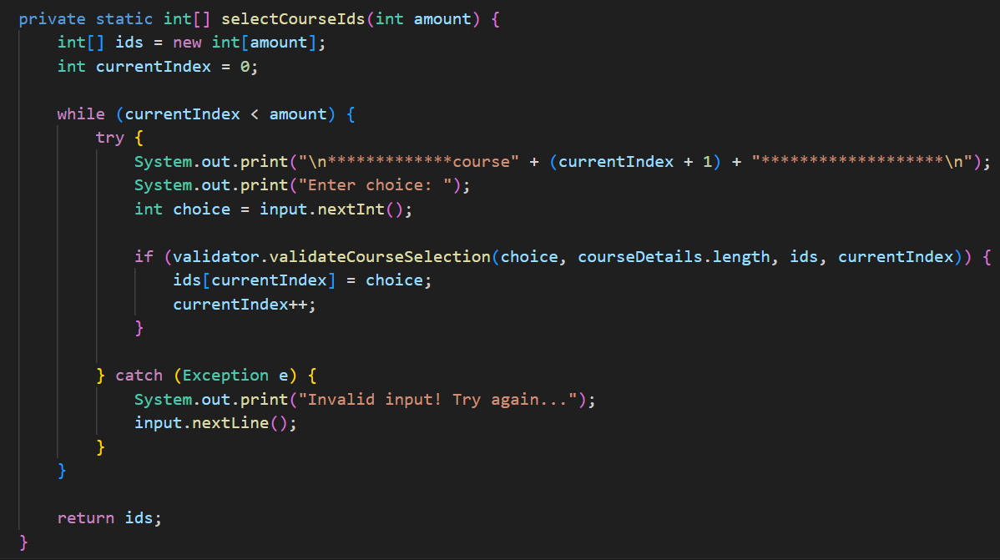 private static int[] selectCourseIds(int amount) {
    int[] ids = new int[amount];
    int currentIndex = 0;

    while (currentIndex < amount) {
        try {
            System.out.print("\n*************course" + (currentIndex + 1) + "*******************\n");
            System.out.print("Enter choice: ");
            int choice = input.nextInt();

            if (validator.validateCourseSelection(choice, courseDetails.length, ids, currentIndex)) {
                ids[currentIndex] = choice;
                currentIndex++;
            }

        } catch (Exception e) {
            System.out.print("Invalid input! Try again...");
            input.nextLine();
        }
    }

    return ids;
}